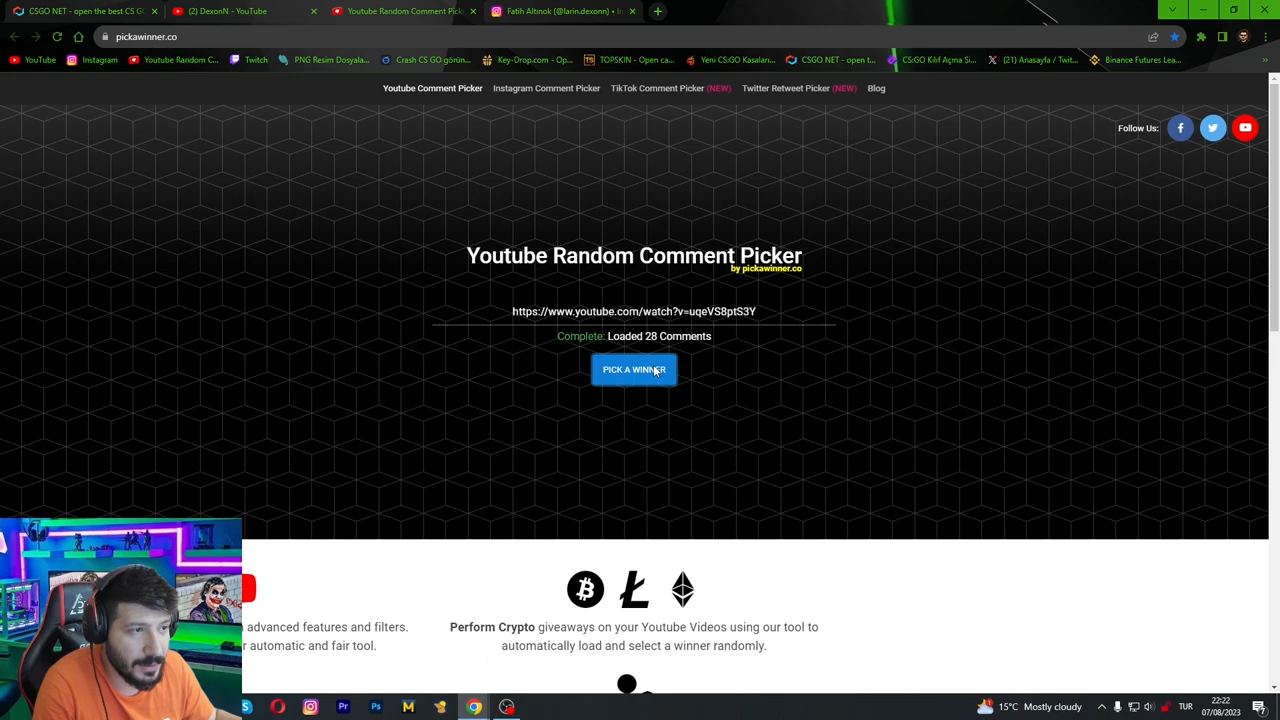 CSGO NET - open the best CS G
(2) DexonN - YouTube
Youtube Random Comment Pick
Fatih Altınok (@larin.dexonn) • In
pickawinner.co
YouTube
Instagram
Youtube Random C...
Twitch
PNG Resim Dosyala...
Crash CS GO görün...
Key-Drop.com - Op...
TOPSKIN - Open ca...
Yeni CS:GO Kasaları...
CSGO NET - open t...
CS:GO Kılıf Açma Si...
(21) Anasayfa / Twit...
Binance Futures Lea...
Youtube Comment Picker
Instagram Comment Picker
TikTok Comment Picker (NEW)
Twitter Retweet Picker (NEW)
Blog
Follow Us:
Youtube Random Comment Picker
by pickawinner.co
https://www.youtube.com/watch?v=uqeVS8ptS3Y
Complete: Loaded 28 Comments
PICK A WINNER
advanced features and filters.
r automatic and fair tool.
Perform Crypto giveaways on your Youtube Videos using our tool to
automatically load and select a winner randomly.
15°C Mostly cloudy
TUR
22:22
07/08/2023